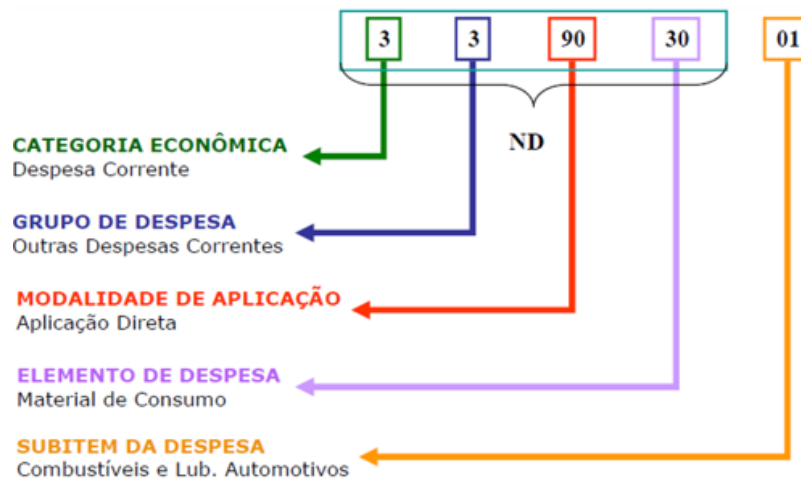 3 3 90 30 01
ND
CATEGORIA ECONÔMICA
Despesa Corrente
GRUPO DE DESPESA
Outras Despesas Correntes
MODALIDADE DE APLICAÇÃO
Aplicação Direta
ELEMENTO DE DESPESA
Material de Consumo
SUBITEM DA DESPESA
Combustíveis e Lub. Automotivos